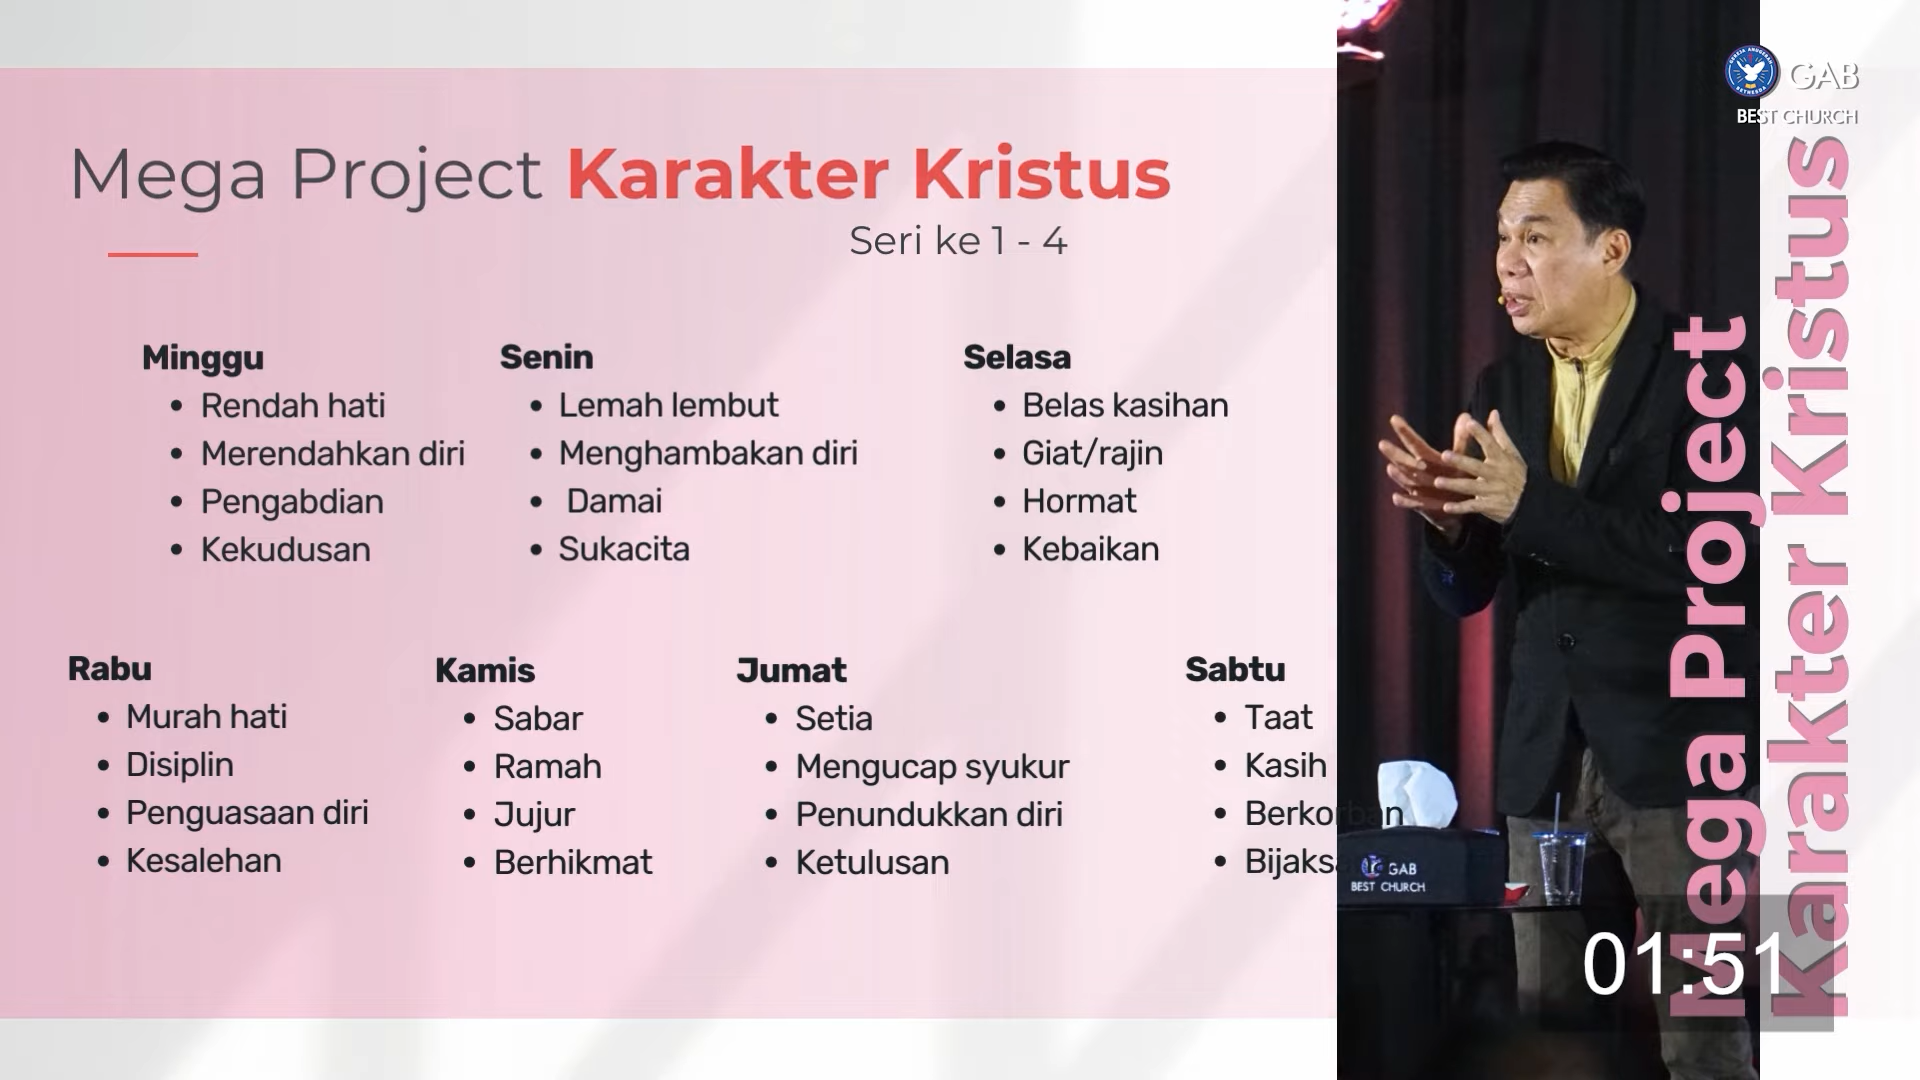 GAB
BEST CHURCH
Mega Project Karakter Kristus
Seri ke 1 - 4
Minggu
• Rendah hati
• Merendahkan diri
• Pengabdian
• Kekudusan
Senin
• Lemah lembut
• Menghambakan diri
• Damai
• Sukacita
Selasa
• Belas kasihan
• Giat/rajin
• Hormat
• Kebaikan
Rabu
• Murah hati
• Disiplin
• Penguasaan diri
• Kesalehan
Kamis
• Sabar
• Ramah
• Jujur
• Berhikmat
Jumat
• Setia
• Mengucap syukur
• Penundukkan diri
• Ketulusan
Sabtu
• Taat
• Kasih
• Berkorban
• Bijaksa
GAB
BEST CHURCH
Mega Project
Karakter Kristus
01:51